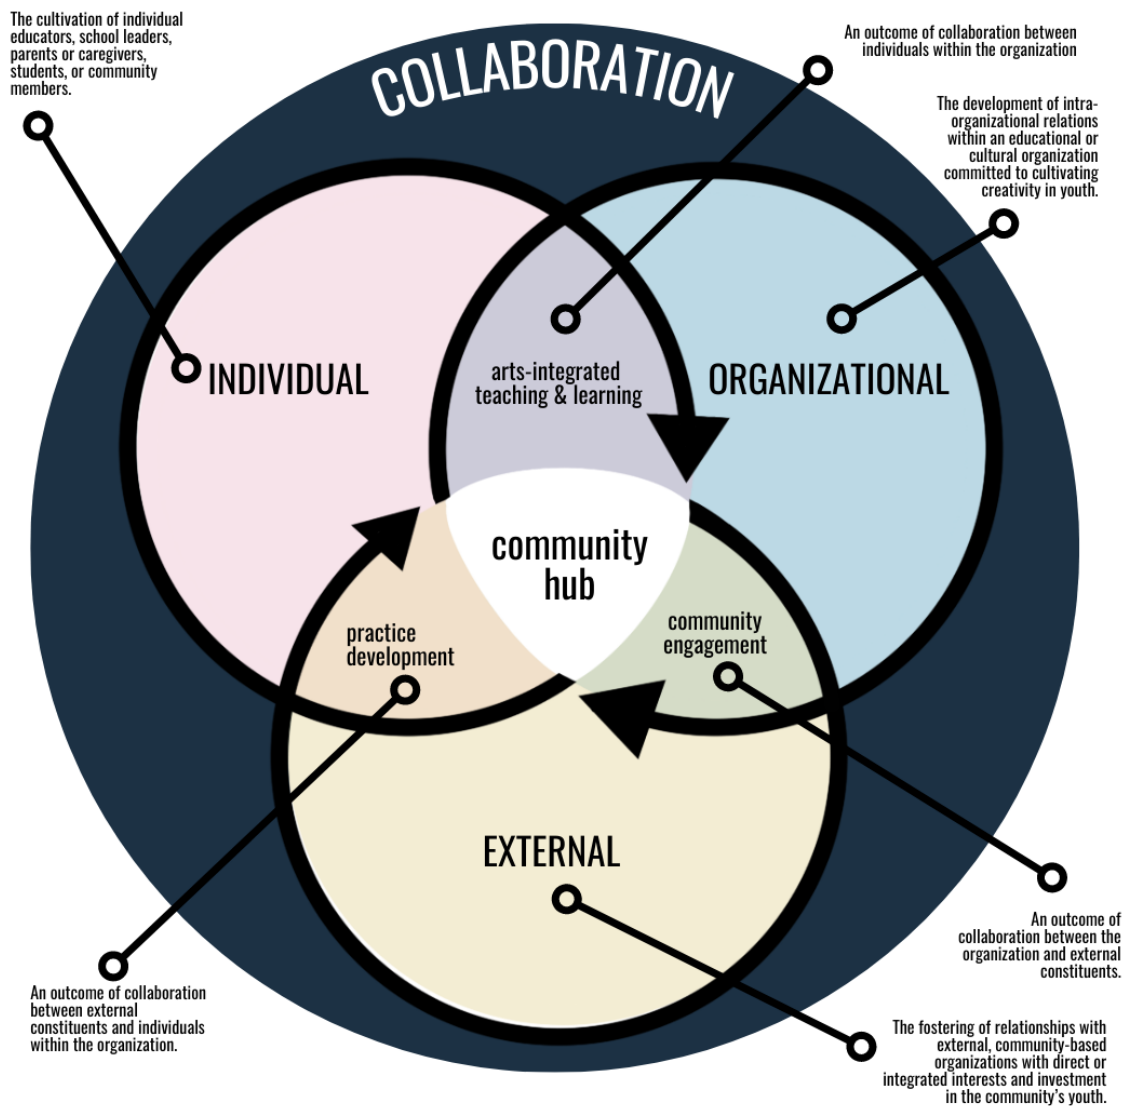 The cultivation of individual
educators, school leaders,
parents or caregivers,
students, or community
members.
COLLABORATION
An outcome of collaboration between
individuals within the organization
The development of intra-
organizational relations
within an educational or
cultural organization
committed to cultivating
creativity in youth.
INDIVIDUAL
arts-integrated
teaching & learning
ORGANIZATIONAL
community
hub
practice
development
community
engagement
EXTERNAL
An outcome of
collaboration between the
organization and external
constituents.
An outcome of collaboration
between external
constituents and individuals
within the organization.
The fostering of relationships with
external, community-based
organizations with direct or
integrated interests and investment
in the community's youth.